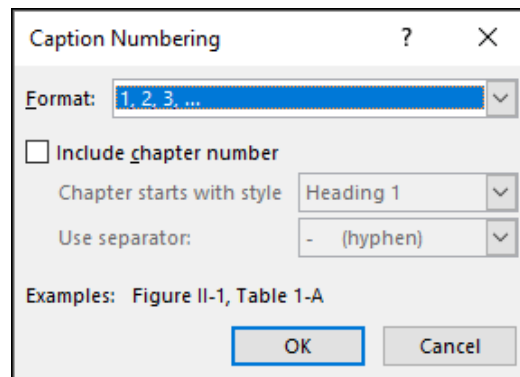 Caption Numbering ?
Format: 1, 2, 3, ...
Include chapter number
Chapter starts with style Heading 1
Use separator: - (hyphen)
Examples: Figure II-1, Table 1-A
OK Cancel